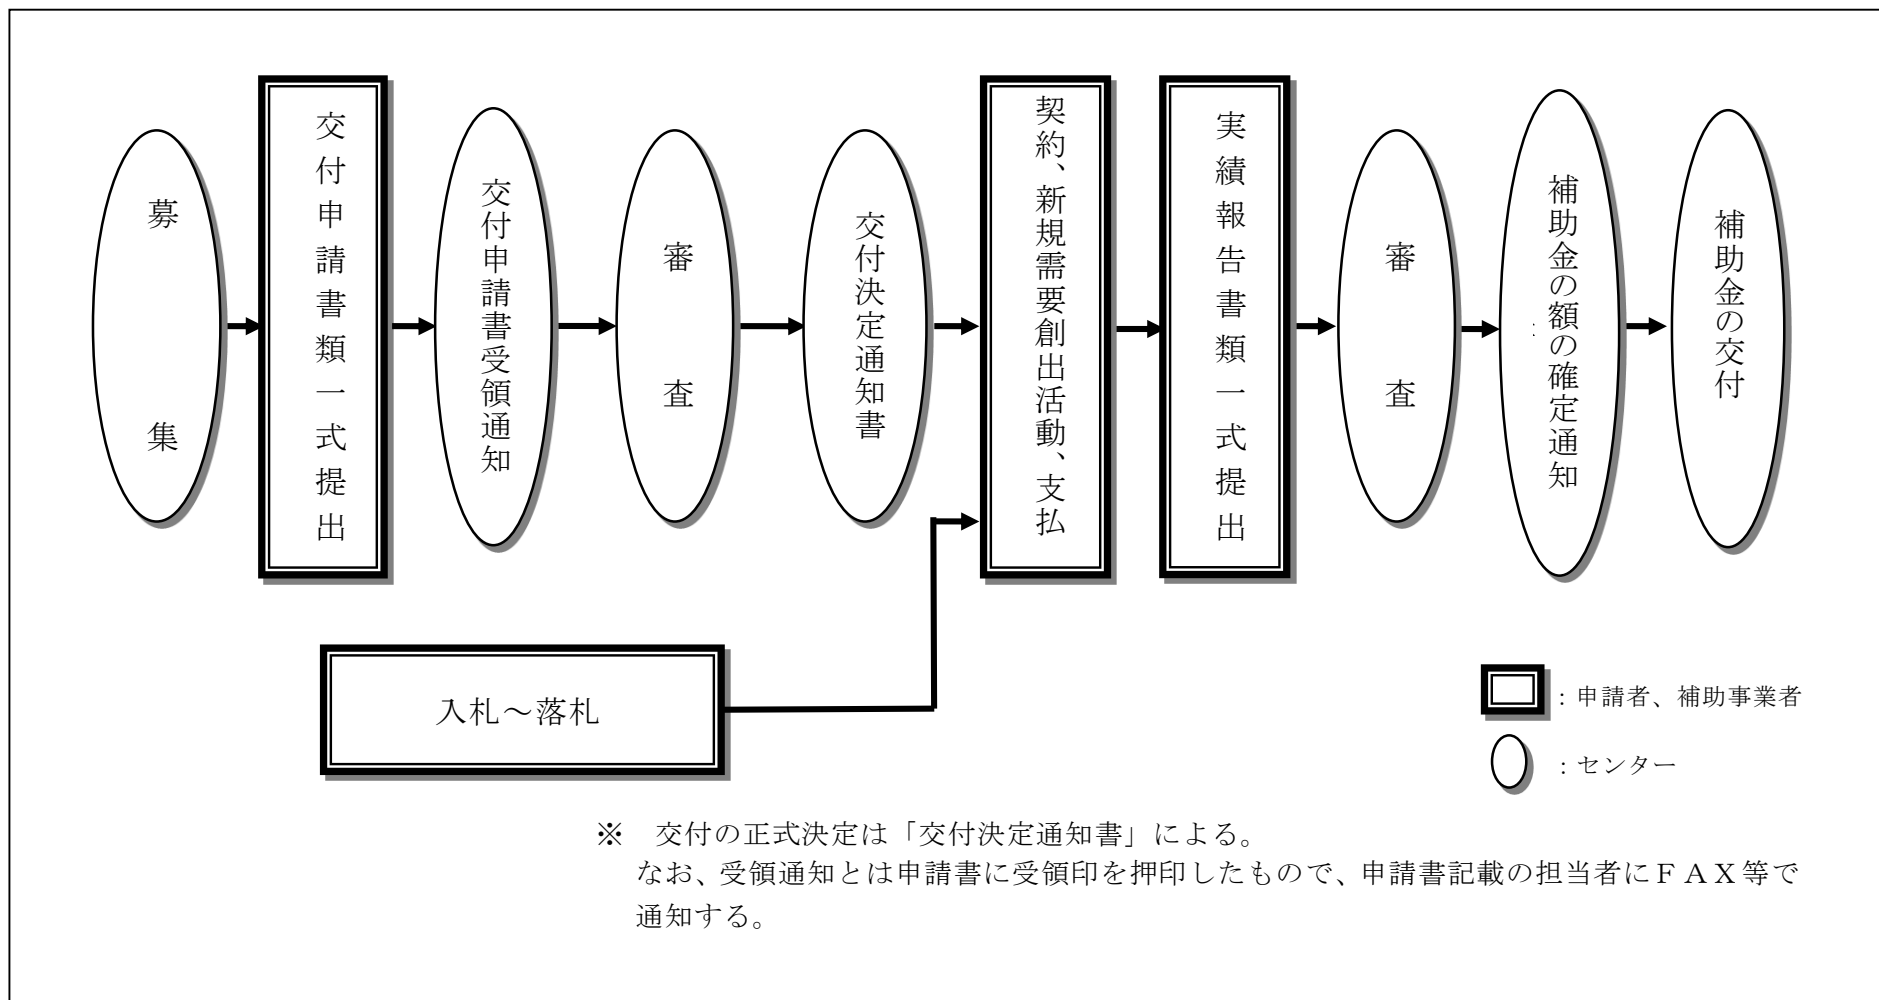 募集
交付申請書類一式提出
交付申請書受領通知
審査
交付決定通知書
契約、新規需要創出活動、支払
実績報告書類一式提出
審査
補助金の額の確定通知
補助金の交付
入札～落札
：申請者、補助事業者
：センター
※　交付の正式決定は「交付決定通知書」による。
なお、受領通知とは申請書に受領印を押印したもので、申請書記載の担当者にＦＡＸ等で
通知する。